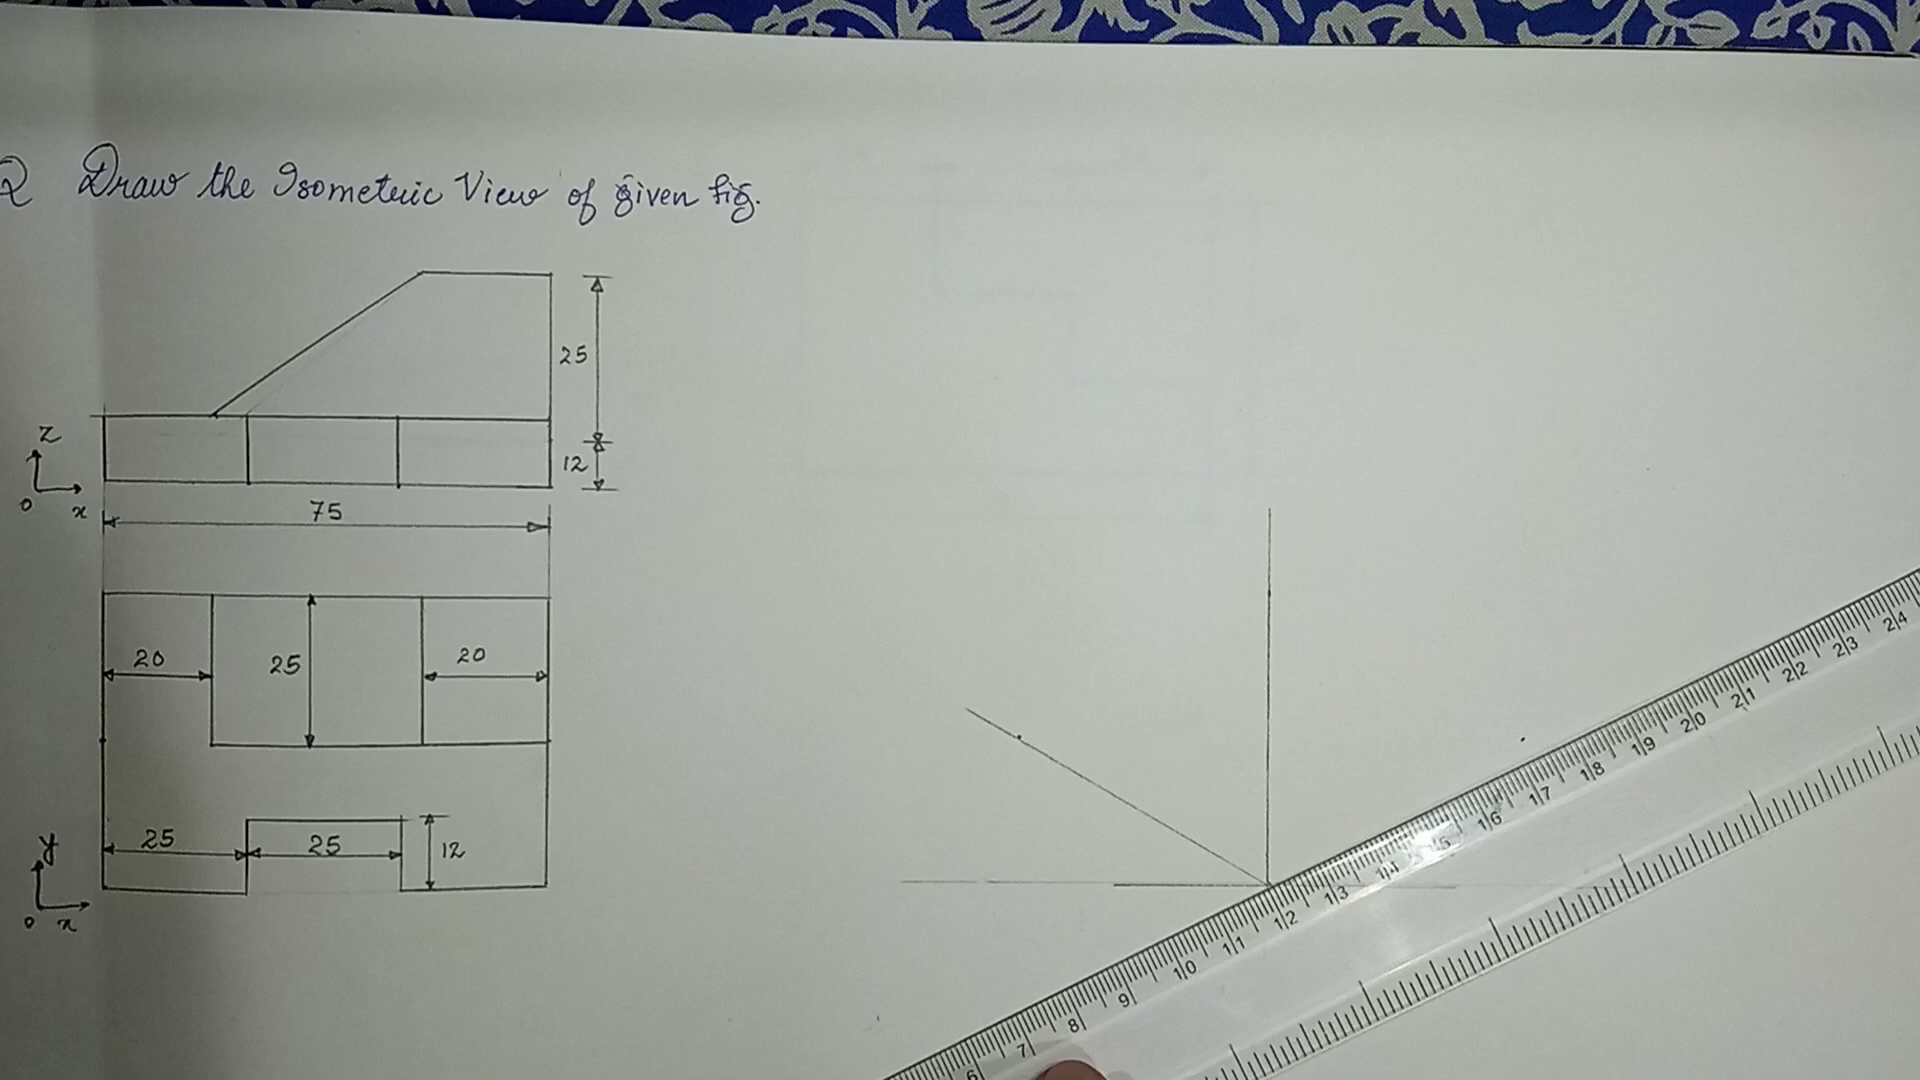 Q Draw the Isometric View of given fig.
25
z
12
o x
75
20 25 20
y 25 25 12
o x
6 7 8 9 10 11 12 13 14 15 16 17 18 19 20 21 22 23 24